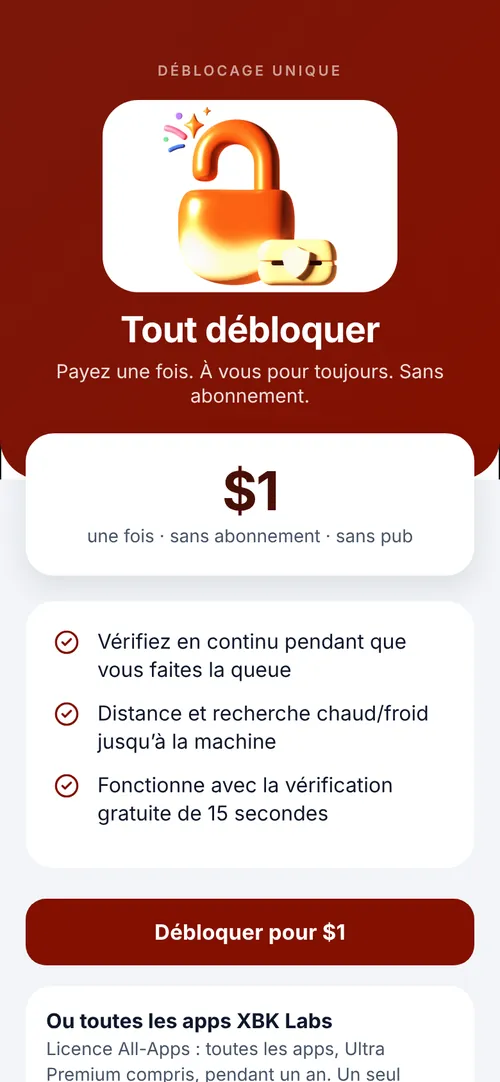 DÉBLOCAGE UNIQUE
Tout débloquer
Payez une fois. À vous pour toujours. Sans
abonnement.
$1
une fois · sans abonnement · sans pub
Vérifiez en continu pendant que
vous faites la queue
Distance et recherche chaud/froid
jusqu’à la machine
Fonctionne avec la vérification
gratuite de 15 secondes
Débloquer pour $1
Ou toutes les apps XBK Labs
Licence All-Apps : toutes les apps, Ultra
Premium compris, pendant un an. Un seul